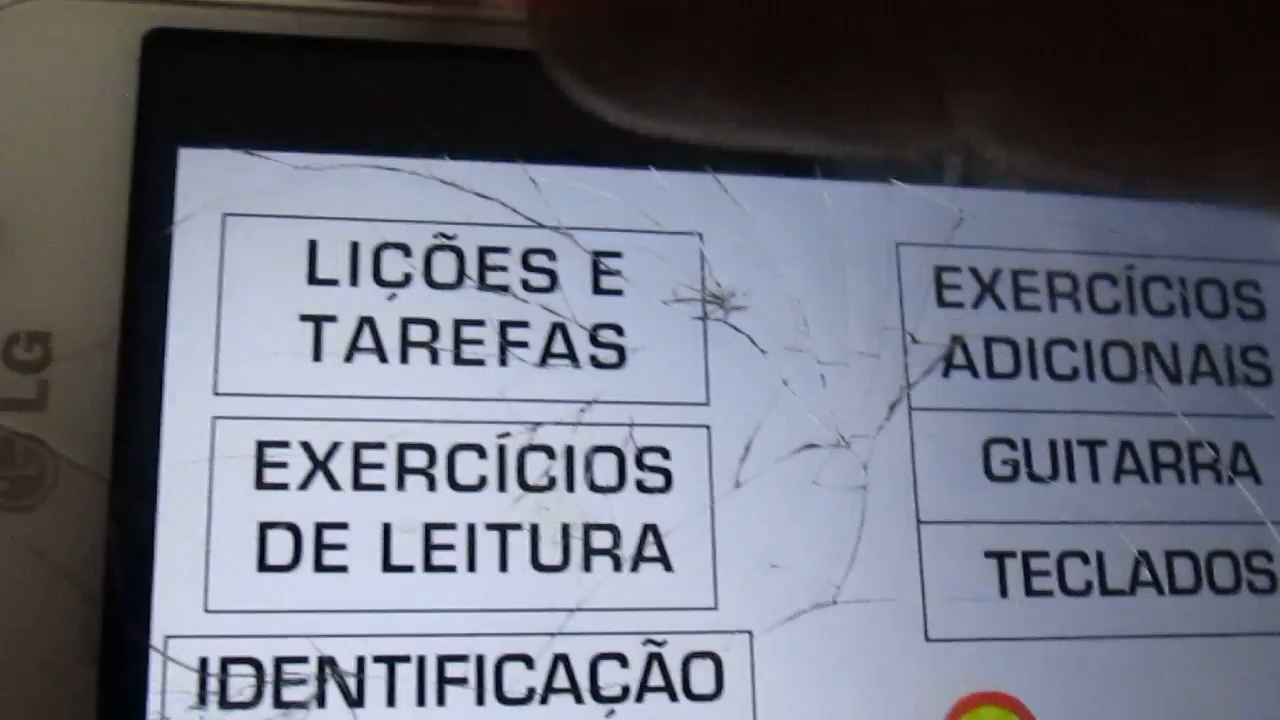 LG
LIÇÕES E
TAREFAS
EXERCÍCIOS
DE LEITURA
IDENTIFICAÇÃO
EXERCÍCIOS
ADICIONAIS
GUITARRA
TECLADOS